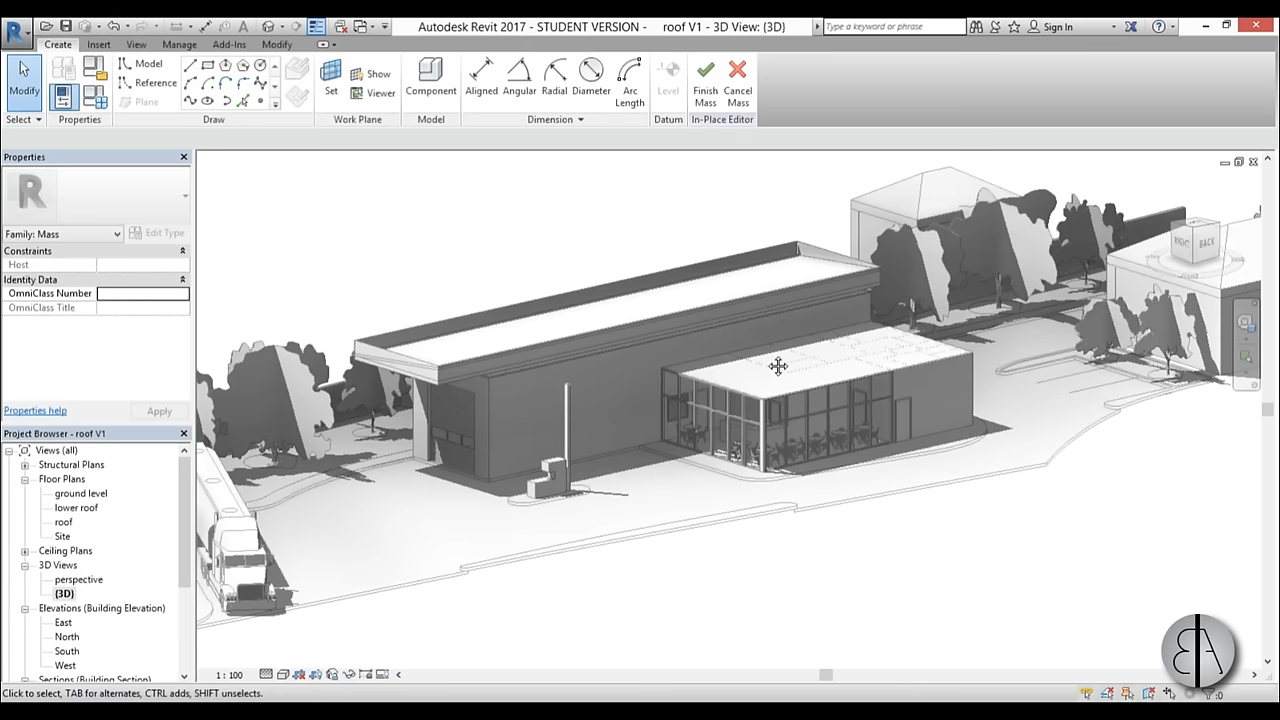 Autodesk Revit 2017 - STUDENT VERSION - roof V1 - 3D View: {3D}
Type a keyword or phrase
Sign In
Create Insert View Manage Add-Ins Modify
Modify
Model
Reference
Plane
Set
Show
Viewer
Component
Aligned Angular Radial Diameter Arc Length
Level
Finish Mass
Cancel Mass
Select Properties Draw Work Plane Model Dimension Datum In-Place Editor
Properties
R
Family: Mass
Edit Type
Constraints
Host
Identity Data
OmniClass Number
OmniClass Title
Properties help
Apply
Project Browser - roof V1
Views (all)
Structural Plans
Floor Plans
ground level
lower roof
roof
Site
Ceiling Plans
3D Views
perspective
{3D}
Elevations (Building Elevation)
East
North
South
West
Sections (Building Section)
RIGHT BACK
1 : 100
Click to select, TAB for alternates, CTRL adds, SHIFT unselects.
:0